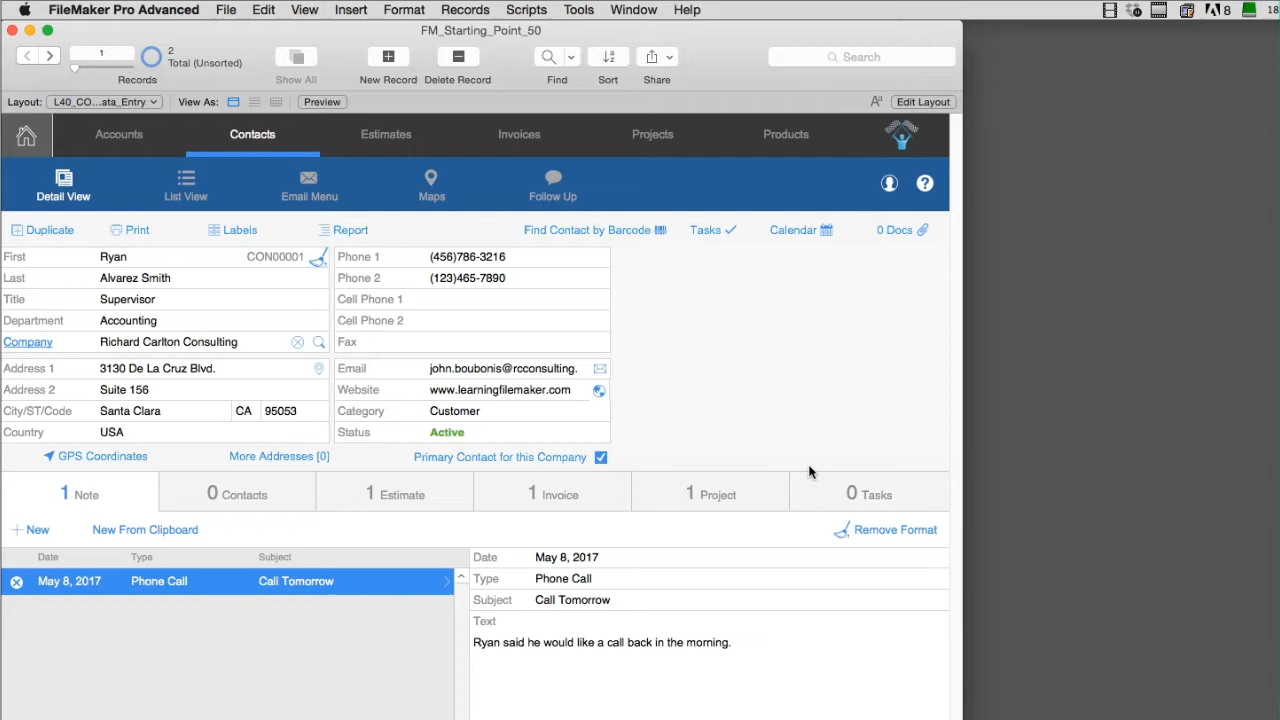 FileMaker Pro Advanced File Edit View Insert Format Records Scripts Tools Window Help 8 18
FM_Starting_Point_50
1 2 Total (Unsorted)
Records Show All New Record Delete Record Find Sort Share Search
Layout: L40_CO...ata_Entry View As: Preview Aa Edit Layout
Accounts Contacts Estimates Invoices Projects Products
Detail View List View Email Menu Maps Follow Up ?
Duplicate Print Labels Report Find Contact by Barcode Tasks Calendar 0 Docs
First Ryan CON00001 Phone 1 (456)786-3216
Last Alvarez Smith Phone 2 (123)465-7890
Title Supervisor Cell Phone 1
Department Accounting Cell Phone 2
Company Richard Carlton Consulting Fax
Address 1 3130 De La Cruz Blvd. Email john.boubonis@rcconsulting.
Address 2 Suite 156 Website www.learningfilemaker.com
City/ST/Code Santa Clara CA 95053 Category Customer
Country USA Status Active
GPS Coordinates More Addresses [0] Primary Contact for this Company
1 Note 0 Contacts 1 Estimate 1 Invoice 1 Project 0 Tasks
+ New New From Clipboard Remove Format
Date Type Subject Date May 8, 2017
May 8, 2017 Phone Call Call Tomorrow Type Phone Call
Subject Call Tomorrow
Text
Ryan said he would like a call back in the morning.